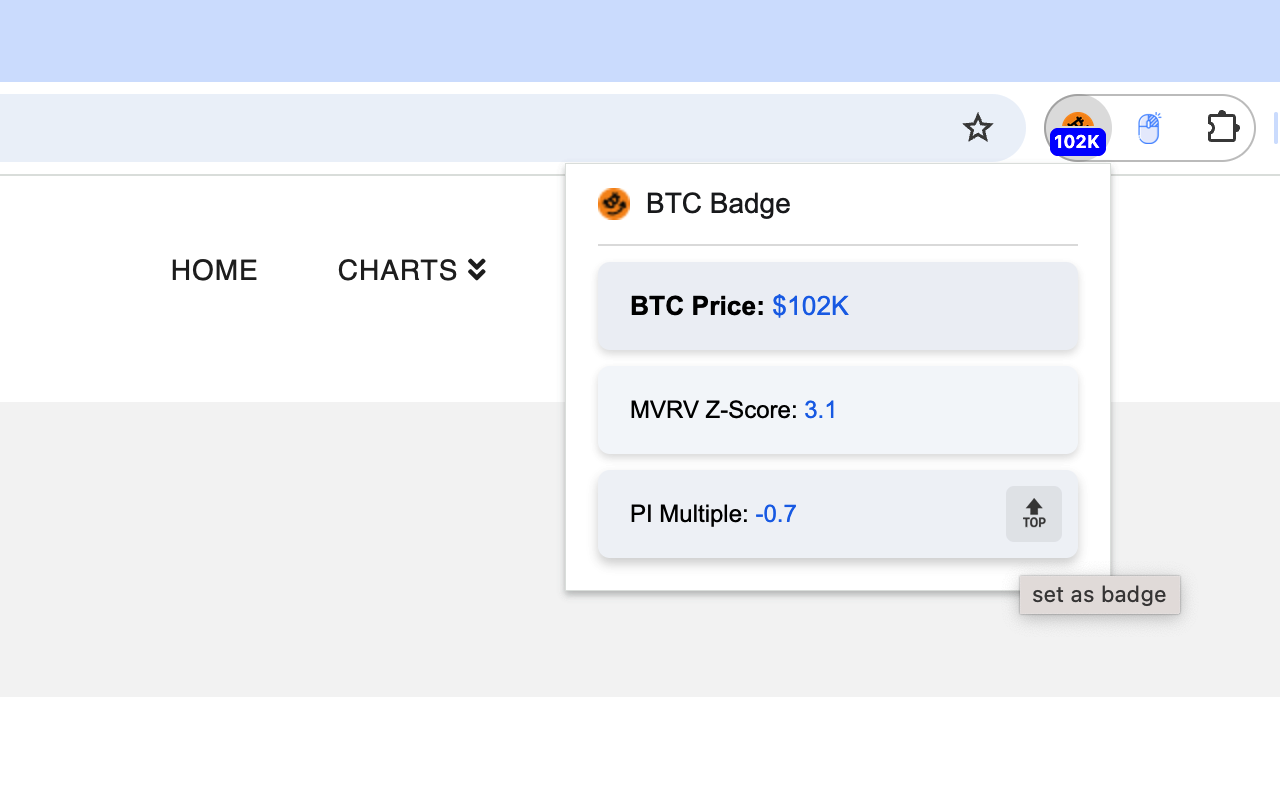 102K
BTC Badge
HOME
CHARTS
BTC Price: $102K
MVRV Z-Score: 3.1
PI Multiple: -0.7
TOP
set as badge